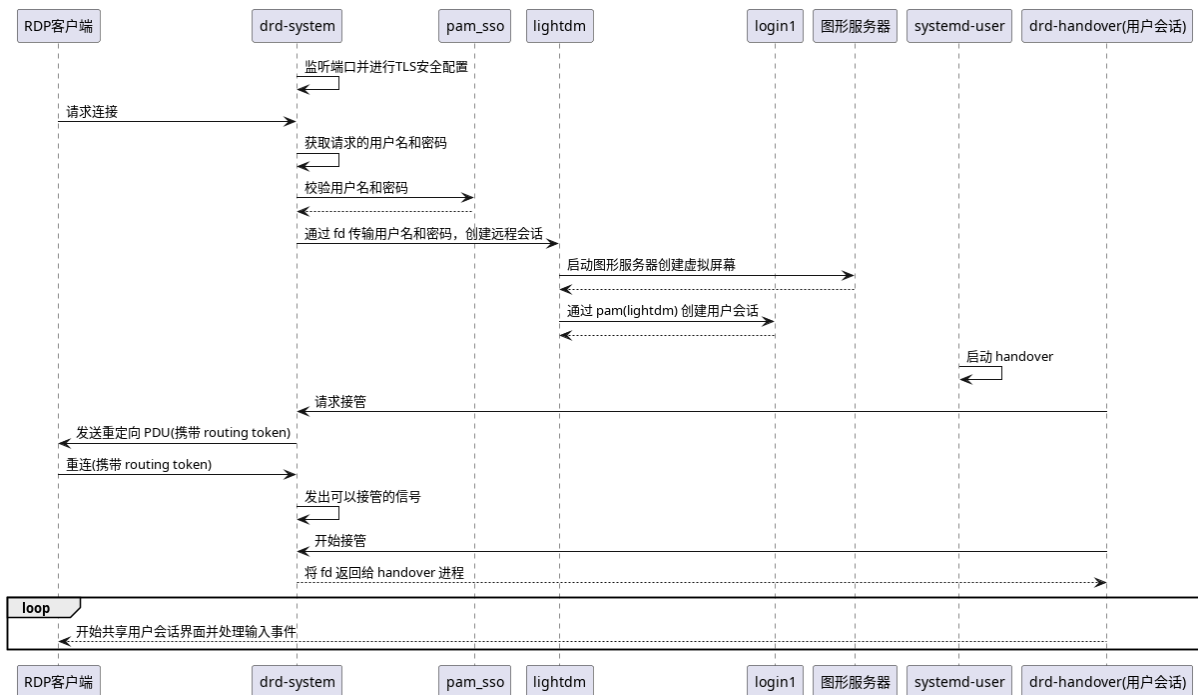 RDP客户端 drd-system pam_sso lightdm login1 图形服务器 systemd-user drd-handover(用户会话)
监听端口并进行TLS安全配置
请求连接
获取请求的用户名和密码
校验用户名和密码
通过 fd 传输用户名和密码，创建远程会话
启动图形服务器创建虚拟屏幕
通过 pam(lightdm) 创建用户会话
启动 handover
请求接管
发送重定向 PDU(携带 routing token)
重连(携带 routing token)
发出可以接管的信号
开始接管
将 fd 返回给 handover 进程
loop
开始共享用户会话界面并处理输入事件
RDP客户端 drd-system pam_sso lightdm login1 图形服务器 systemd-user drd-handover(用户会话)